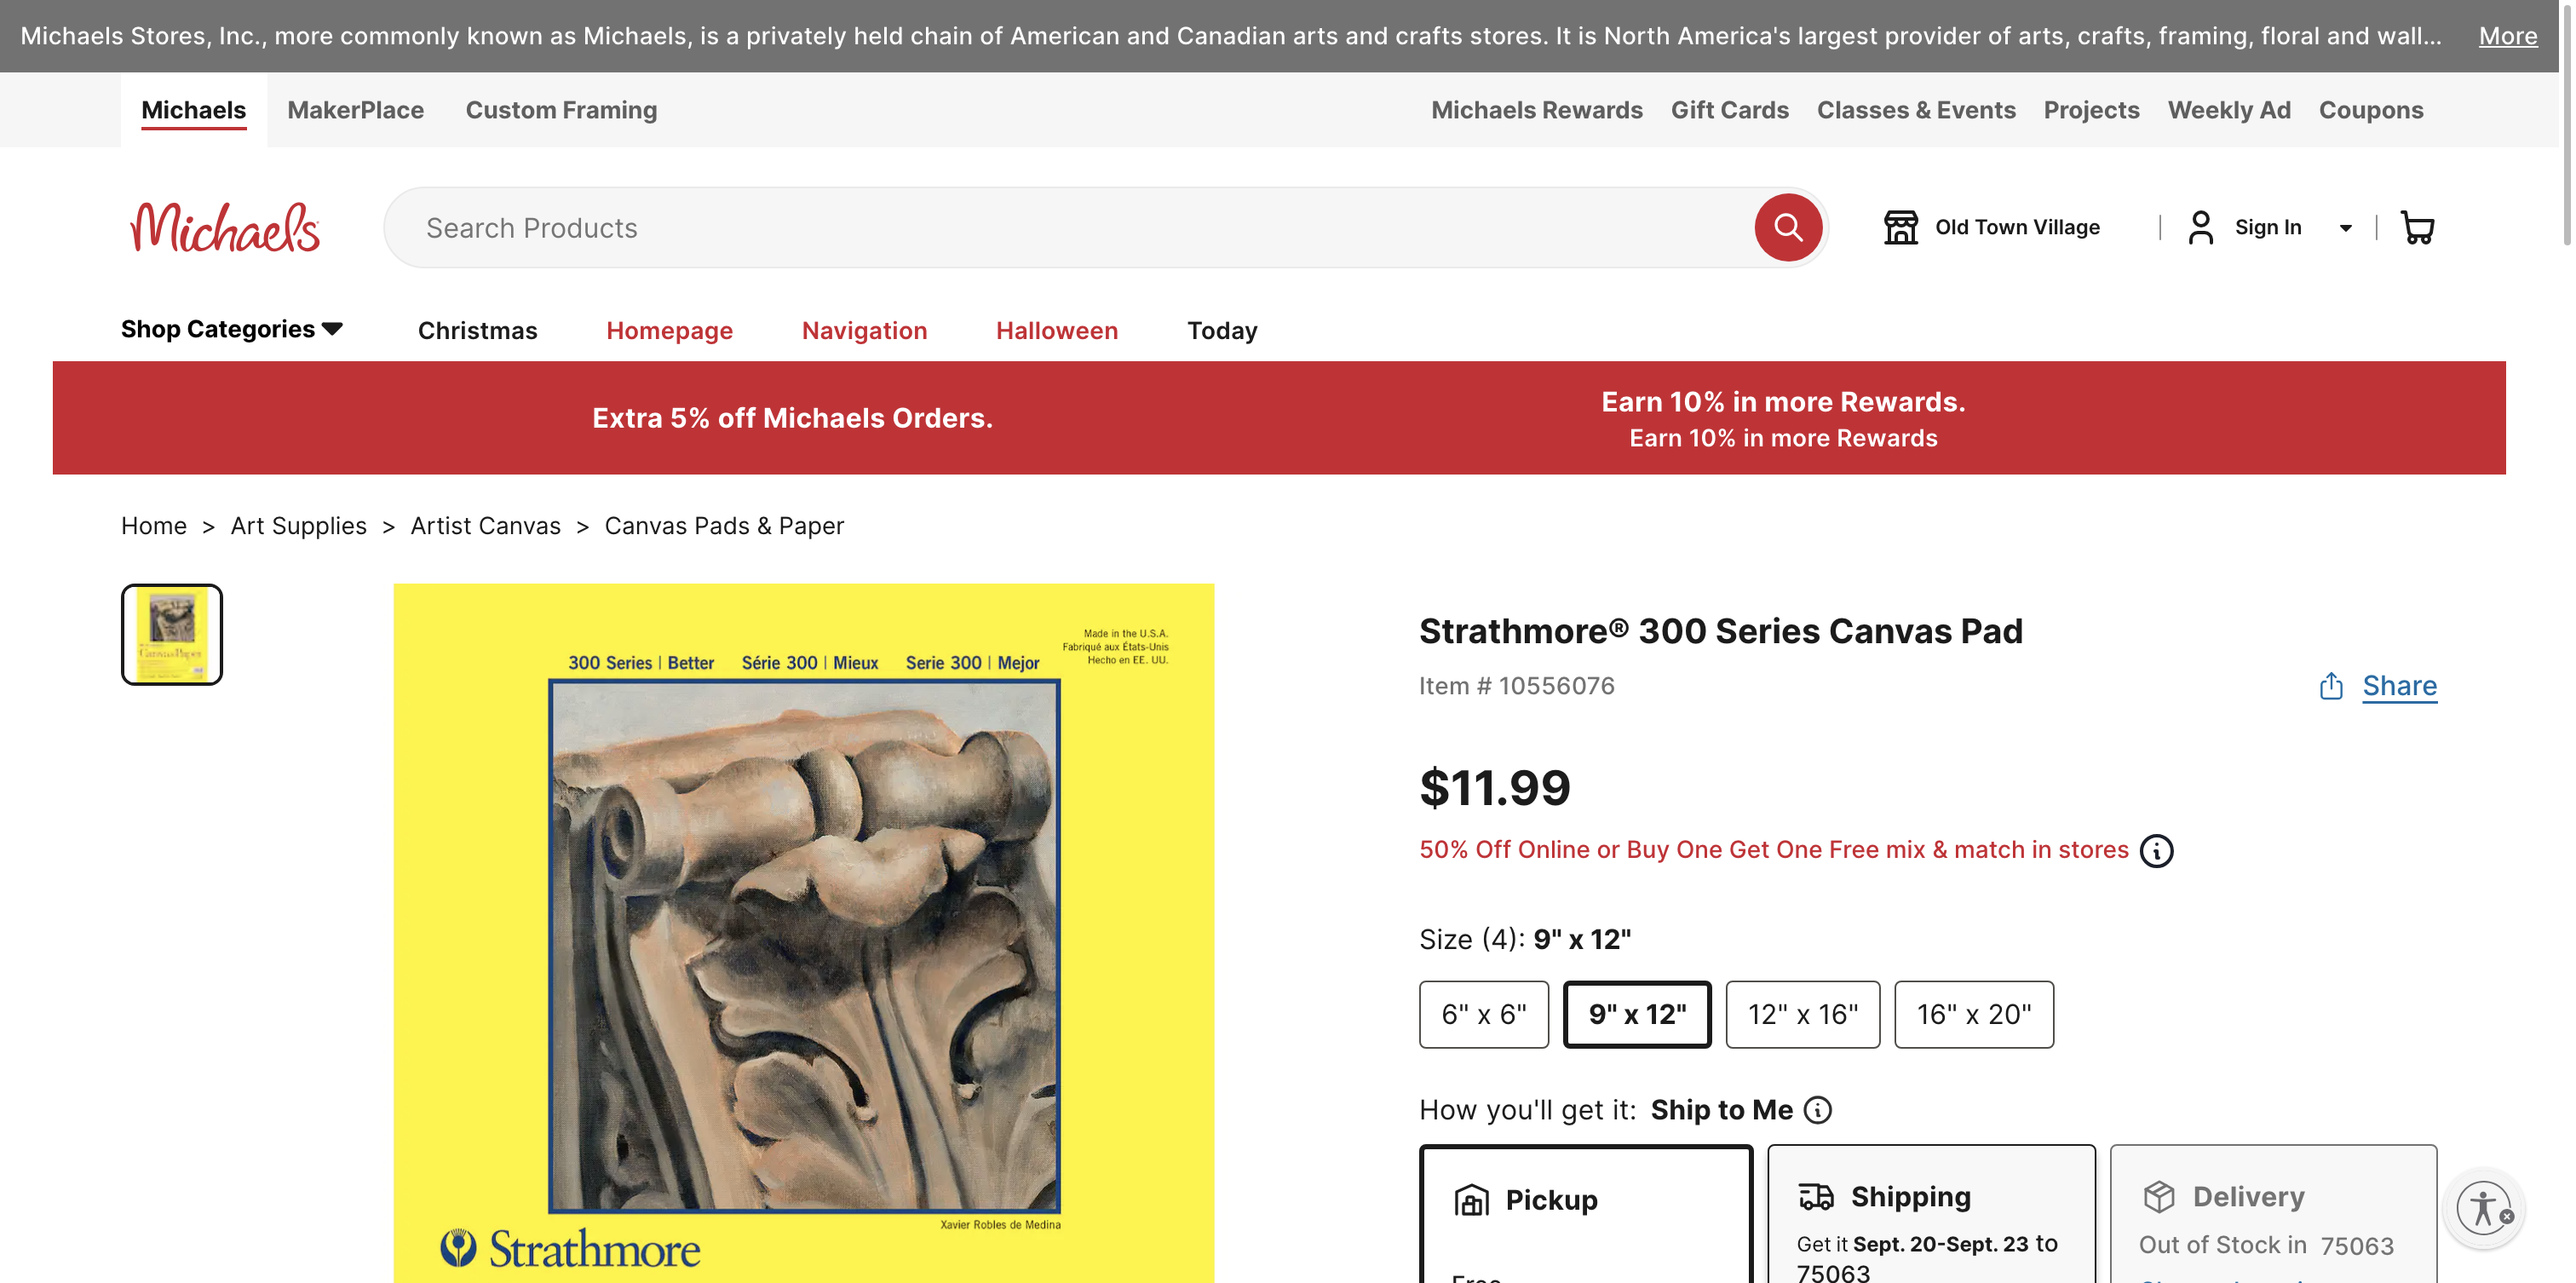 Michaels Stores, Inc., more commonly known as Michaels, is a privately held chain of American and Canadian arts and crafts stores. It is North America's largest provider of arts, crafts, framing, floral and wall... More
Michaels MakerPlace Custom Framing Michaels Rewards Gift Cards Classes & Events Projects Weekly Ad Coupons
Michaels Search Products Old Town Village Sign In
Shop Categories Christmas Homepage Navigation Halloween Today
Extra 5% off Michaels Orders.
Earn 10% in more Rewards.
Earn 10% in more Rewards
Home > Art Supplies > Artist Canvas > Canvas Pads & Paper
Made in the U.S.A.
Fabriqué aux États-Unis
Hecho en EE. UU.
300 Series | Better Série 300 | Mieux Serie 300 | Mejor
Xavier Robles de Medina
Strathmore
Strathmore® 300 Series Canvas Pad
Item # 10556076
Share
$11.99
50% Off Online or Buy One Get One Free mix & match in stores
Size (4): 9" x 12"
6" x 6" 9" x 12" 12" x 16" 16" x 20"
How you'll get it: Ship to Me
Pickup
Shipping
Get it Sept. 20-Sept. 23 to
75063
Delivery
Out of Stock in 75063